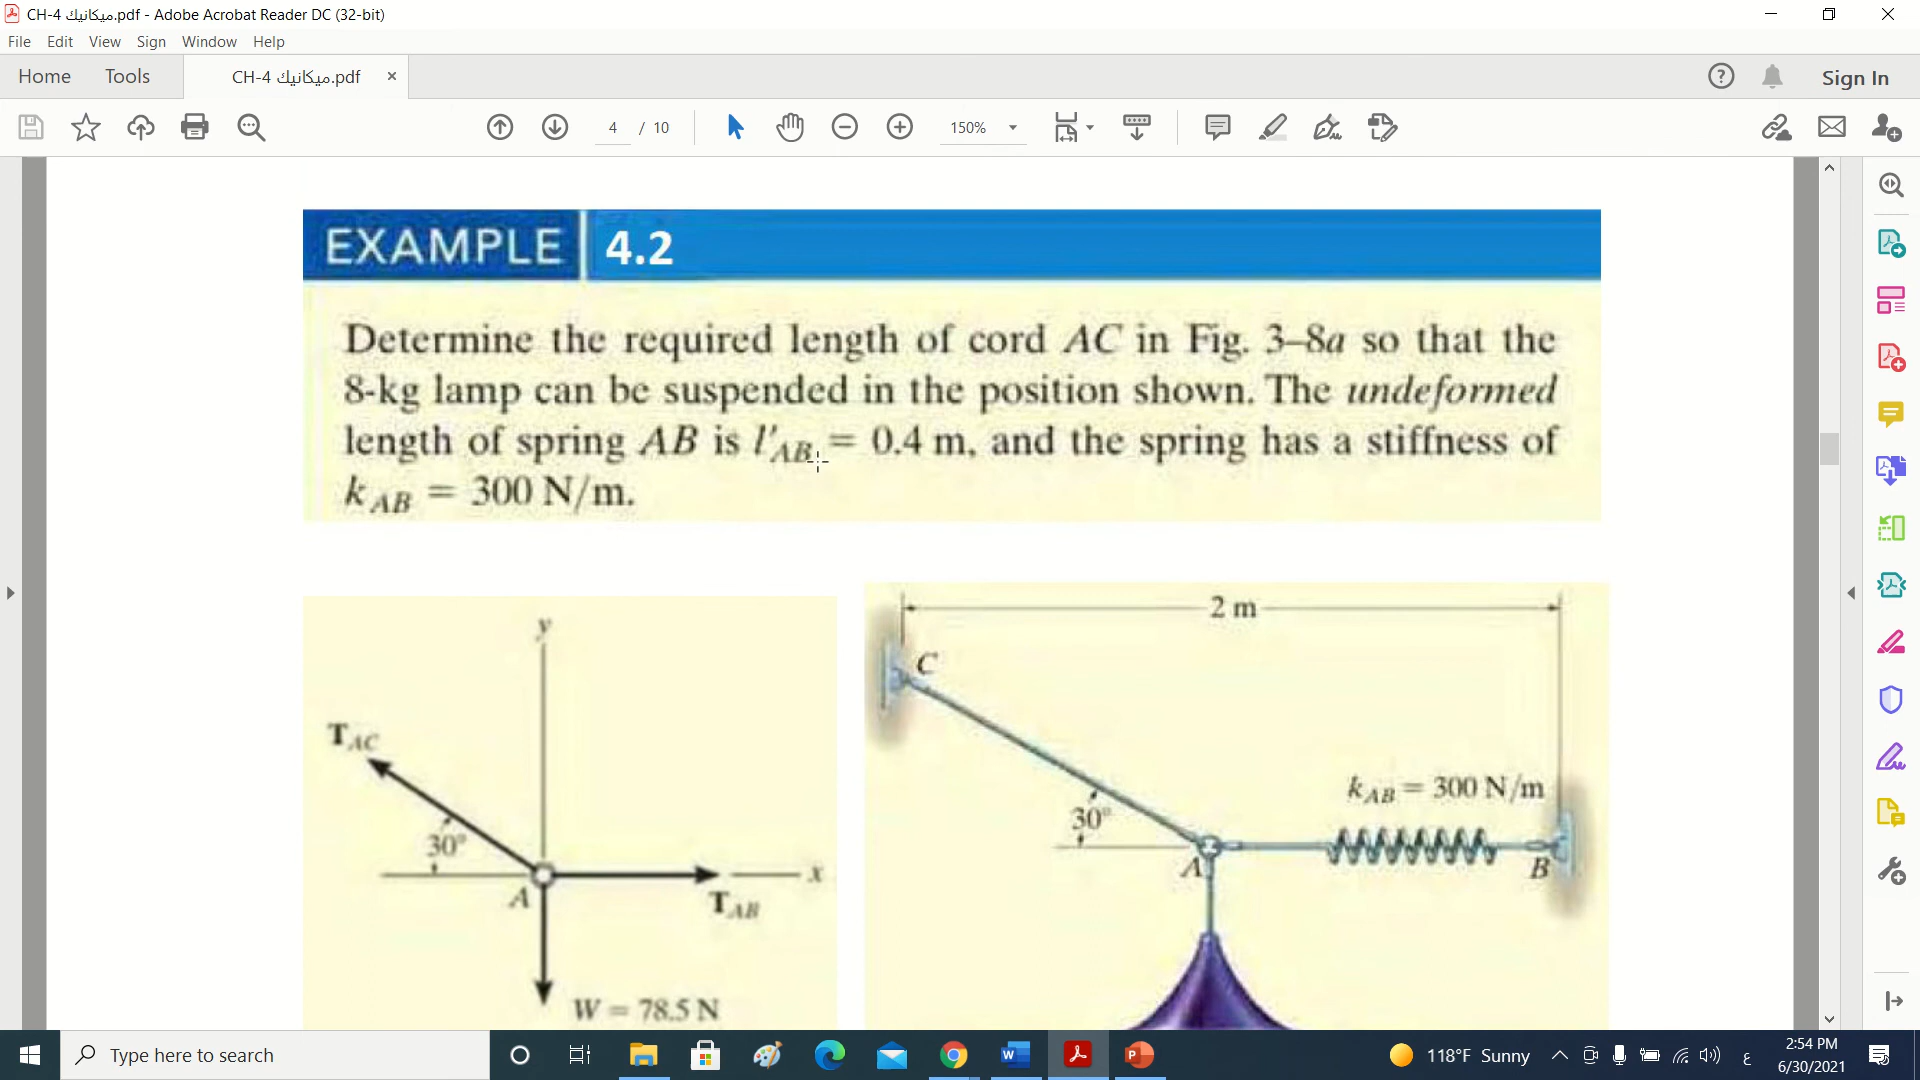 CH-4 ميكانيك.pdf - Adobe Acrobat Reader DC (32-bit)
File Edit View Sign Window Help
Home Tools CH-4 ميكانيك.pdf × Sign In
4 / 10 150%
EXAMPLE 4.2
Determine the required length of cord AC in Fig. 3–8a so that the
8-kg lamp can be suspended in the position shown. The undeformed
length of spring AB is l'AB = 0.4 m, and the spring has a stiffness of
kAB = 300 N/m.
y
TAC
30°
A
x
TAB
W = 78.5 N
2 m
C
kAB = 300 N/m
30°
A
B
Type here to search
118°F Sunny
ع
2:54 PM
6/30/2021